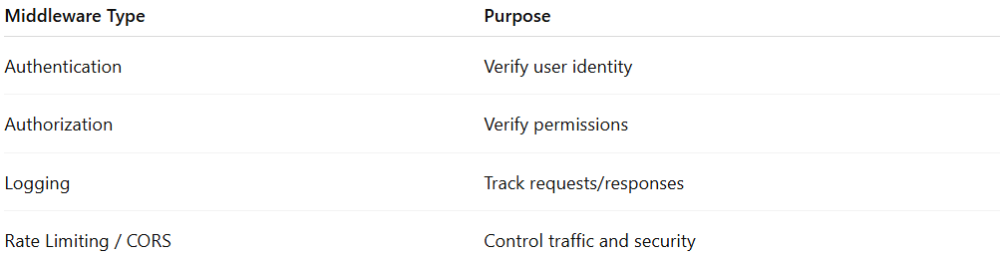 Middleware Type Purpose
Authentication Verify user identity
Authorization Verify permissions
Logging Track requests/responses
Rate Limiting / CORS Control traffic and security